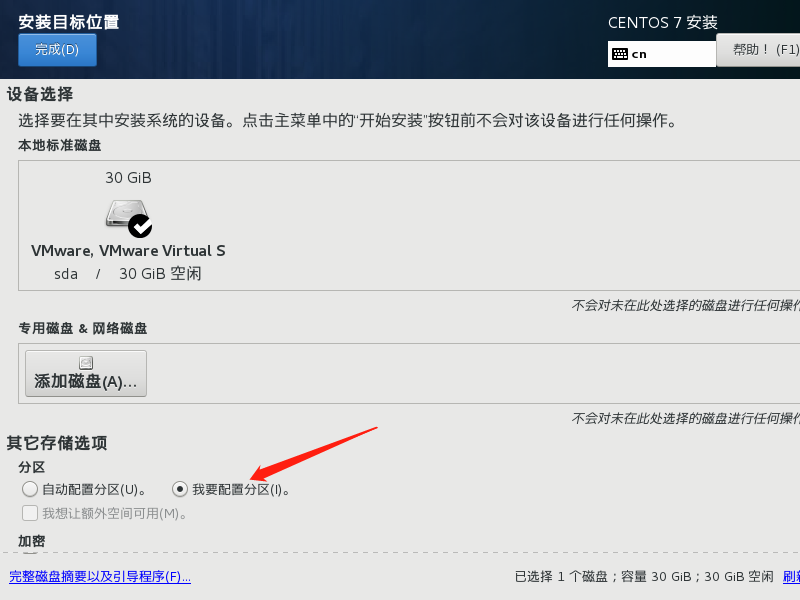 安装目标位置
CENTOS 7 安装
完成(D)
cn
帮助！(F1)
设备选择
选择要在其中安装系统的设备。点击主菜单中的“开始安装”按钮前不会对该设备进行任何操作。
本地标准磁盘
30 GiB
VMware, VMware Virtual S
sda / 30 GiB 空闲
不会对未在此处选择的磁盘进行任何操作
专用磁盘 & 网络磁盘
添加磁盘(A)...
不会对未在此处选择的磁盘进行任何操作
其它存储选项
分区
自动配置分区(U)。 我要配置分区(I)。
我想让额外空间可用(M)。
加密
完整磁盘摘要以及引导程序(F)... 已选择 1 个磁盘；容量 30 GiB；30 GiB 空闲 刷新